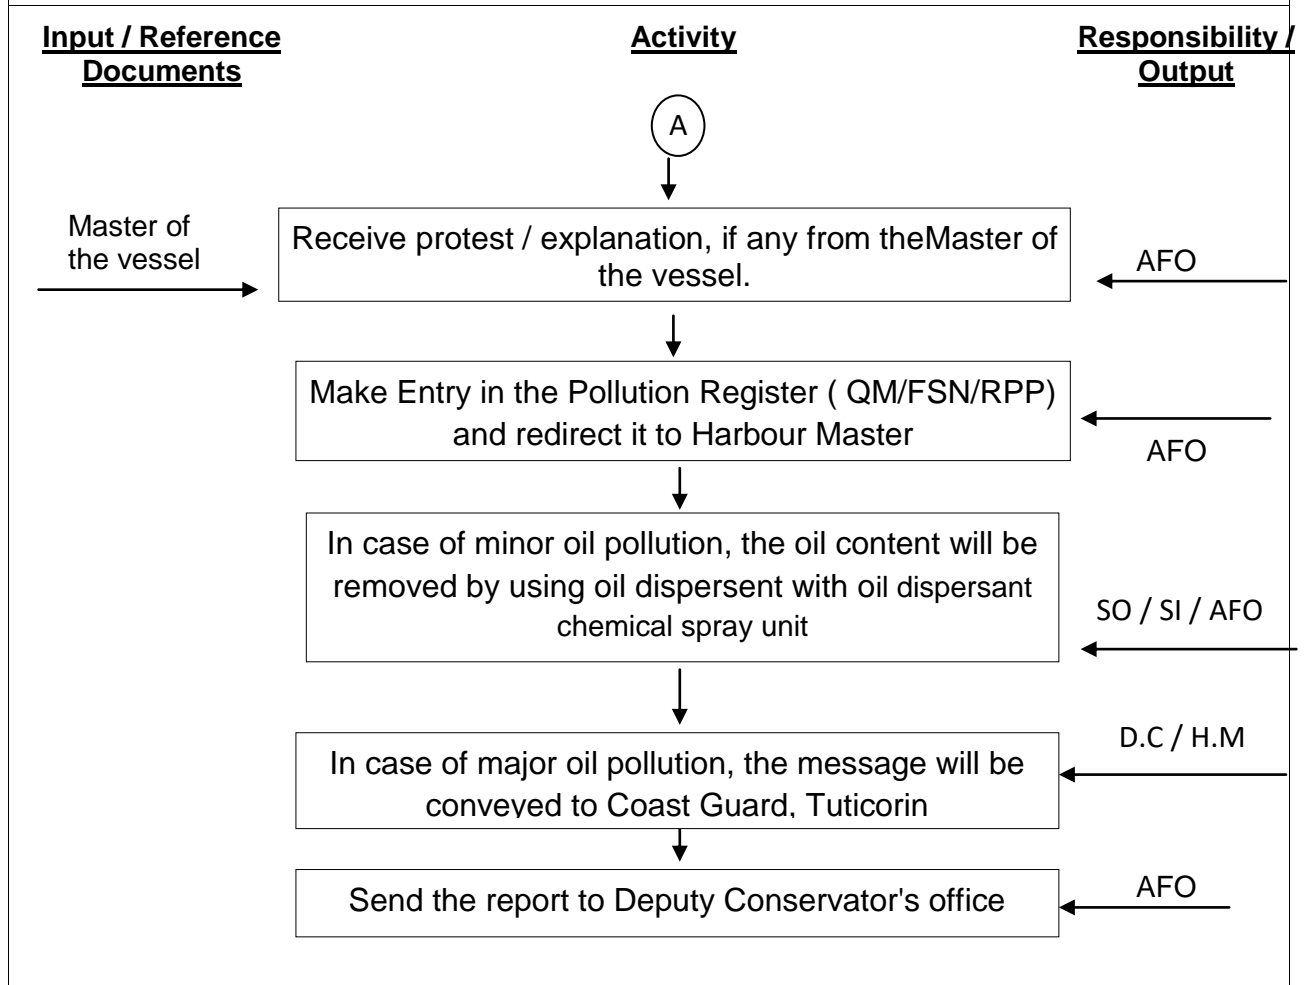 Input / Reference
Documents
Activity
Responsibility /
Output
A
Master of
the vessel
Receive protest / explanation, if any from theMaster of
the vessel.
AFO
Make Entry in the Pollution Register ( QM/FSN/RPP)
and redirect it to Harbour Master
AFO
In case of minor oil pollution, the oil content will be
removed by using oil dispersent with oil dispersant
chemical spray unit
SO / SI / AFO
In case of major oil pollution, the message will be
conveyed to Coast Guard, Tuticorin
D.C / H.M
Send the report to Deputy Conservator's office
AFO